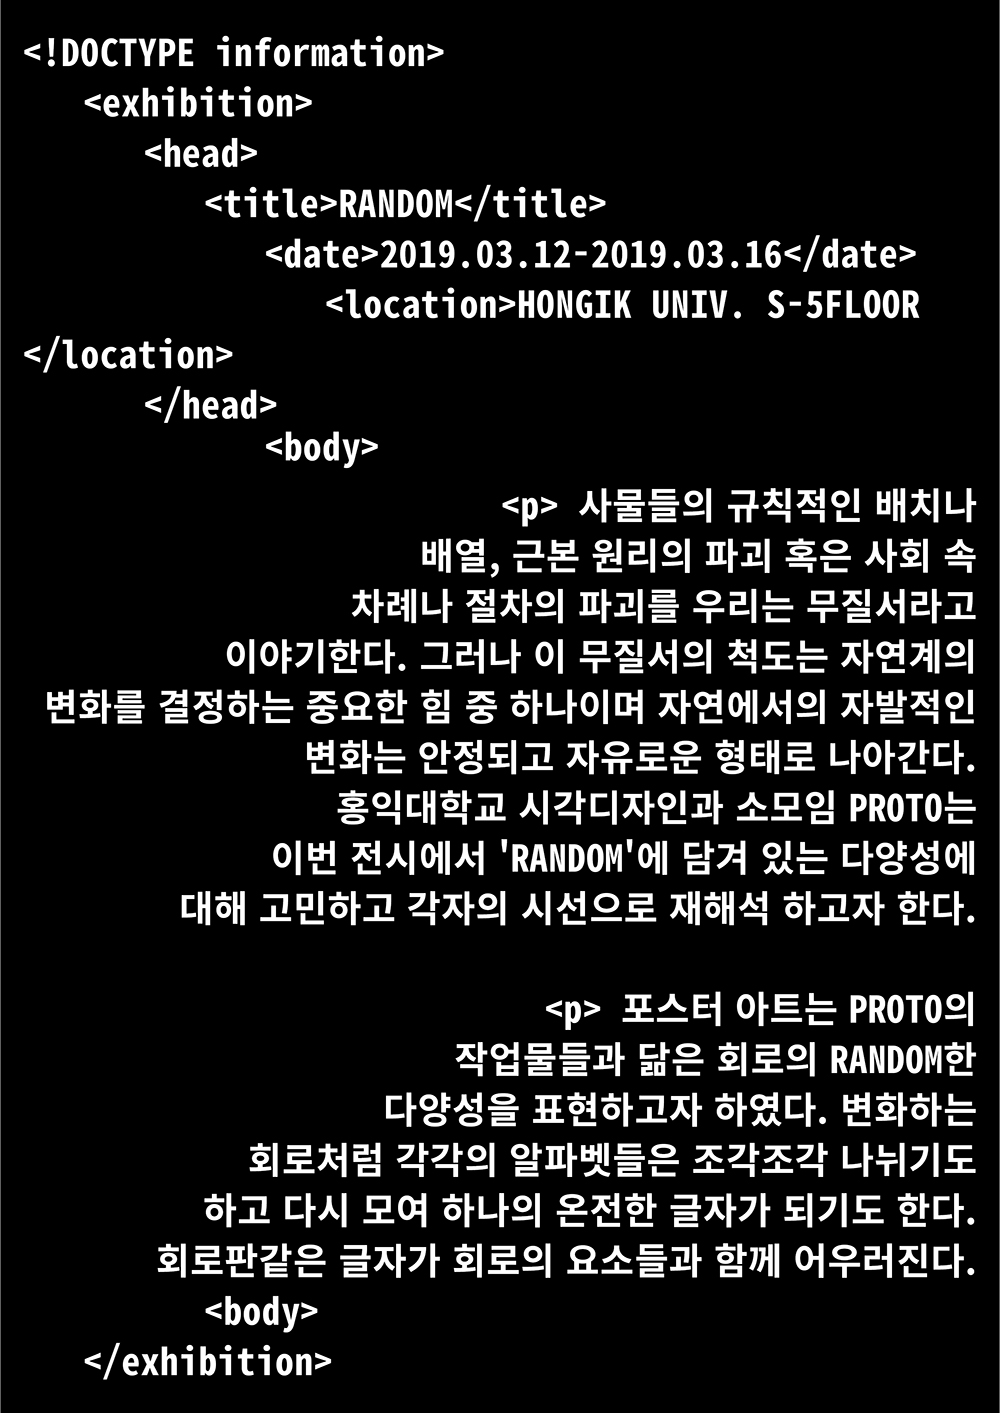 <!DOCTYPE information>
<exhibition>
<head>
<title>RANDOM</title>
<date>2019.03.12-2019.03.16</date>
<location>HONGIK UNIV. S-5FLOOR
</location>
</head>
<body>
<p> 사물들의 규칙적인 배치나
배열, 근본 원리의 파괴 혹은 사회 속
차례나 절차의 파괴를 우리는 무질서라고
이야기한다. 그러나 이 무질서의 척도는 자연계의
변화를 결정하는 중요한 힘 중 하나이며 자연에서의 자발적인
변화는 안정되고 자유로운 형태로 나아간다.
홍익대학교 시각디자인과 소모임 PROTO는
이번 전시에서 'RANDOM'에 담겨 있는 다양성에
대해 고민하고 각자의 시선으로 재해석 하고자 한다.
<p> 포스터 아트는 PROTO의
작업물들과 닮은 회로의 RANDOM한
다양성을 표현하고자 하였다. 변화하는
회로처럼 각각의 알파벳들은 조각조각 나뉘기도
하고 다시 모여 하나의 온전한 글자가 되기도 한다.
회로판같은 글자가 회로의 요소들과 함께 어우러진다.
<body>
</exhibition>